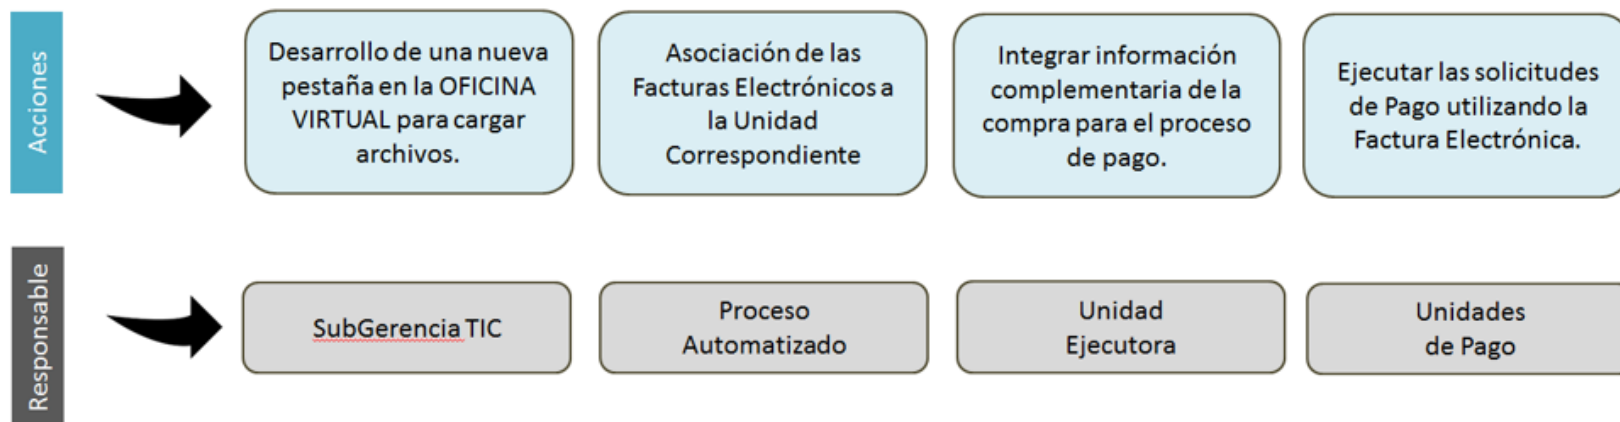 Acciones
Desarrollo de una nueva
pestaña en la OFICINA
VIRTUAL para cargar
archivos.
Asociación de las
Facturas Electrónicos a
la Unidad
Correspondiente
Integrar información
complementaria de la
compra para el proceso
de pago.
Ejecutar las solicitudes
de Pago utilizando la
Factura Electrónica.
Responsable
SubGerencia TIC
Proceso
Automatizado
Unidad
Ejecutora
Unidades
de Pago